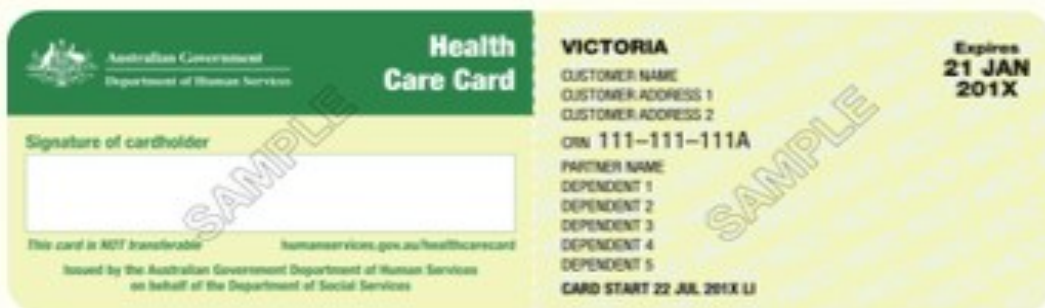 Australian Government
Department of Human Services
Health
Care Card
Signature of cardholder
SAMPLE
This card is NOT transferable
humanservices.gov.au/healthcarecard
Issued by the Australian Government Department of Human Services
on behalf of the Department of Social Services
VICTORIA
Expires
21 JAN
201X
CUSTOMER NAME
CUSTOMER ADDRESS 1
CUSTOMER ADDRESS 2
CRN 111–111–111A
PARTNER NAME
DEPENDENT 1
DEPENDENT 2
DEPENDENT 3
DEPENDENT 4
DEPENDENT 5
SAMPLE
CARD START 22 JUL 201X LI